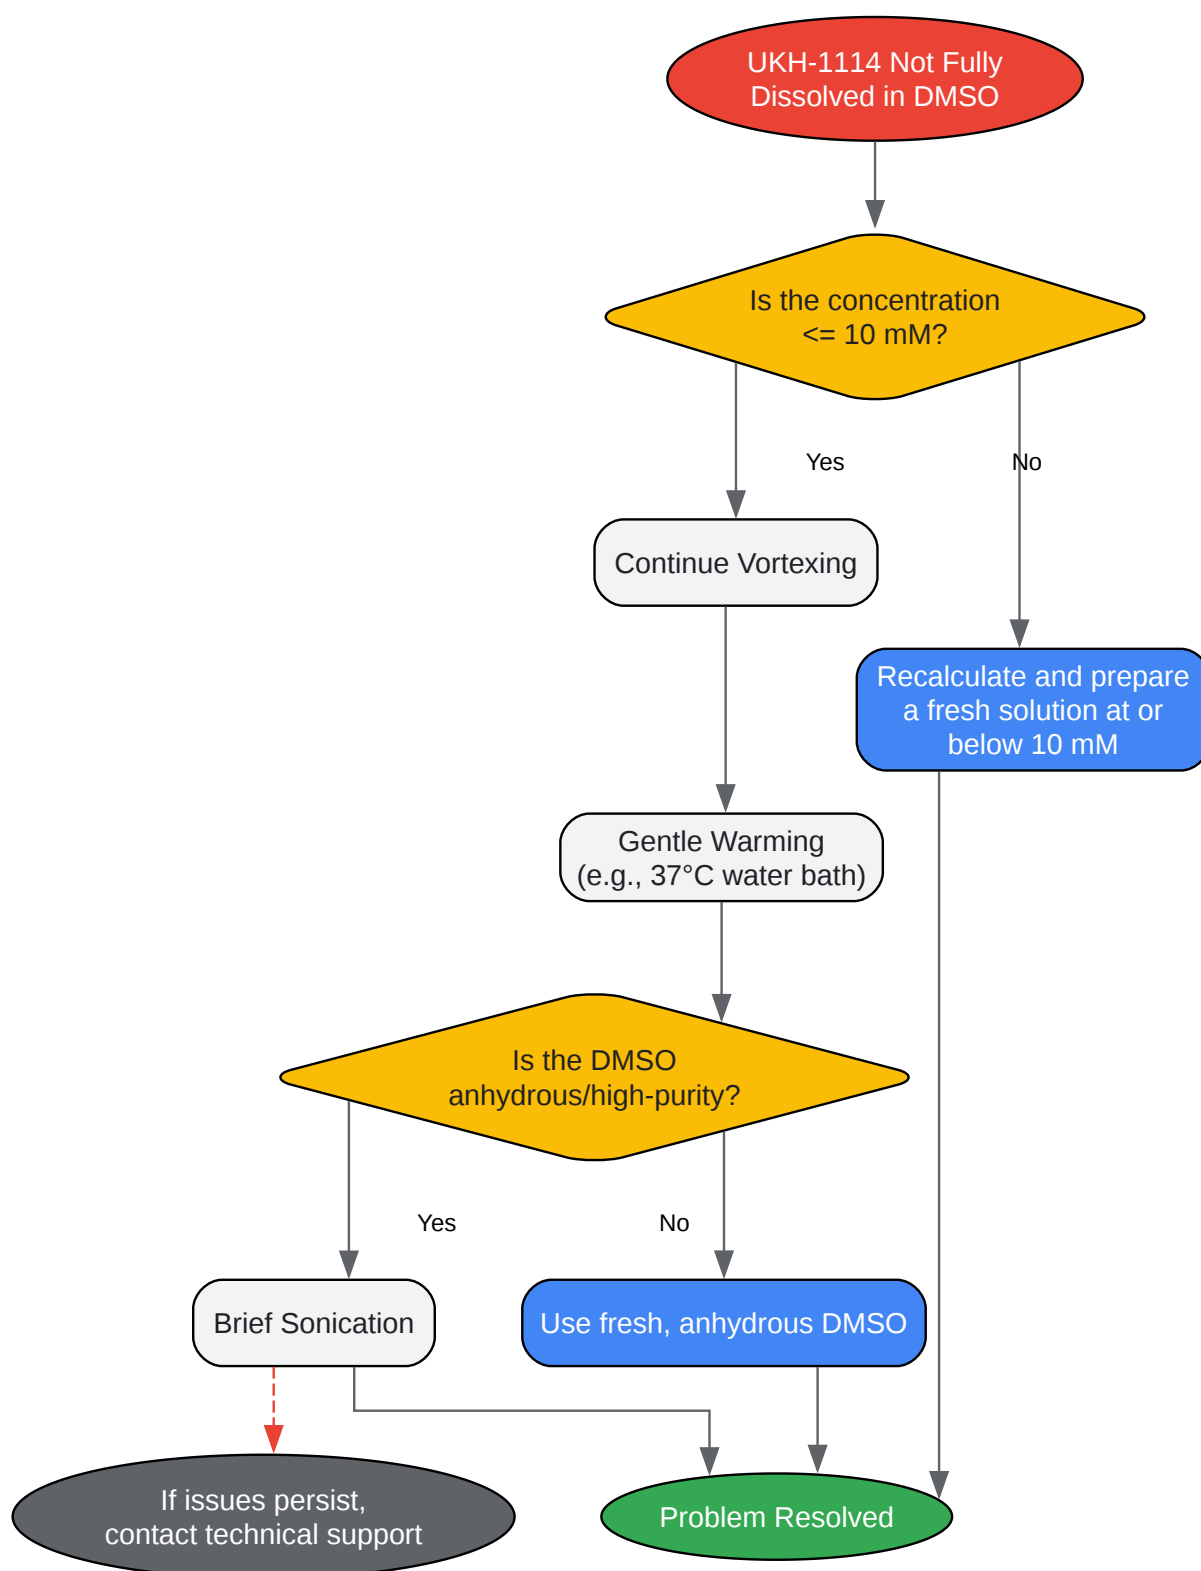 UKH-1114 Not Fully
Dissolved in DMSO
Is the concentration
<= 10 mM?
Yes
No
Continue Vortexing
Recalculate and prepare
a fresh solution at or
below 10 mM
Gentle Warming
(e.g., 37°C water bath)
Is the DMSO
anhydrous/high-purity?
Yes
No
Brief Sonication
Use fresh, anhydrous DMSO
If issues persist,
contact technical support
Problem Resolved